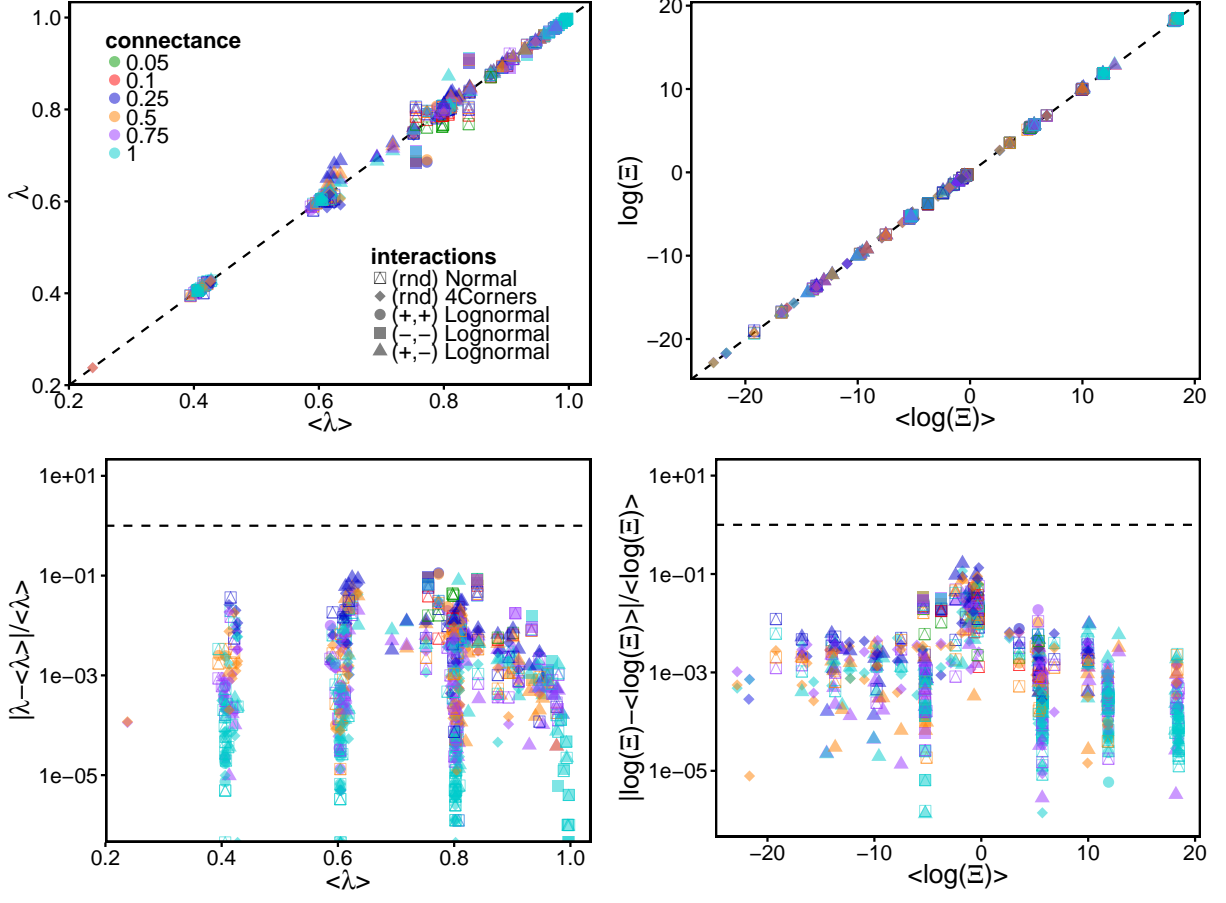 connectance
0.05
0.1
0.25
0.5
0.75
1
interactions
(rnd) Normal
(rnd) 4Corners
(+,+) Lognormal
(−,−) Lognormal
(+,−) Lognormal
λ
1.0
0.8
0.6
0.4
0.2
0.2 0.4 0.6 0.8 1.0
<λ>
log(Ξ)
20
10
0
−10
−20
−20 −10 0 10 20
<log(Ξ)>
|λ−<λ>|/<λ>
1e+01
1e−01
1e−03
1e−05
0.2 0.4 0.6 0.8 1.0
<λ>
|log(Ξ)−<log(Ξ)>|/<log(Ξ)>
1e+01
1e−01
1e−03
1e−05
−20 −10 0 10 20
<log(Ξ)>